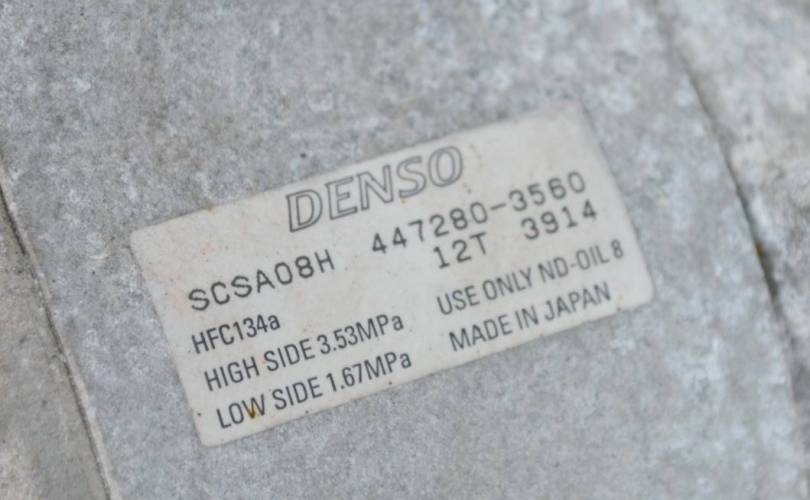 DENSO
SCSA08H 447280-3560
12T 3914
HFC134a USE ONLY ND-OIL 8
HIGH SIDE 3.53MPa MADE IN JAPAN
LOW SIDE 1.67MPa